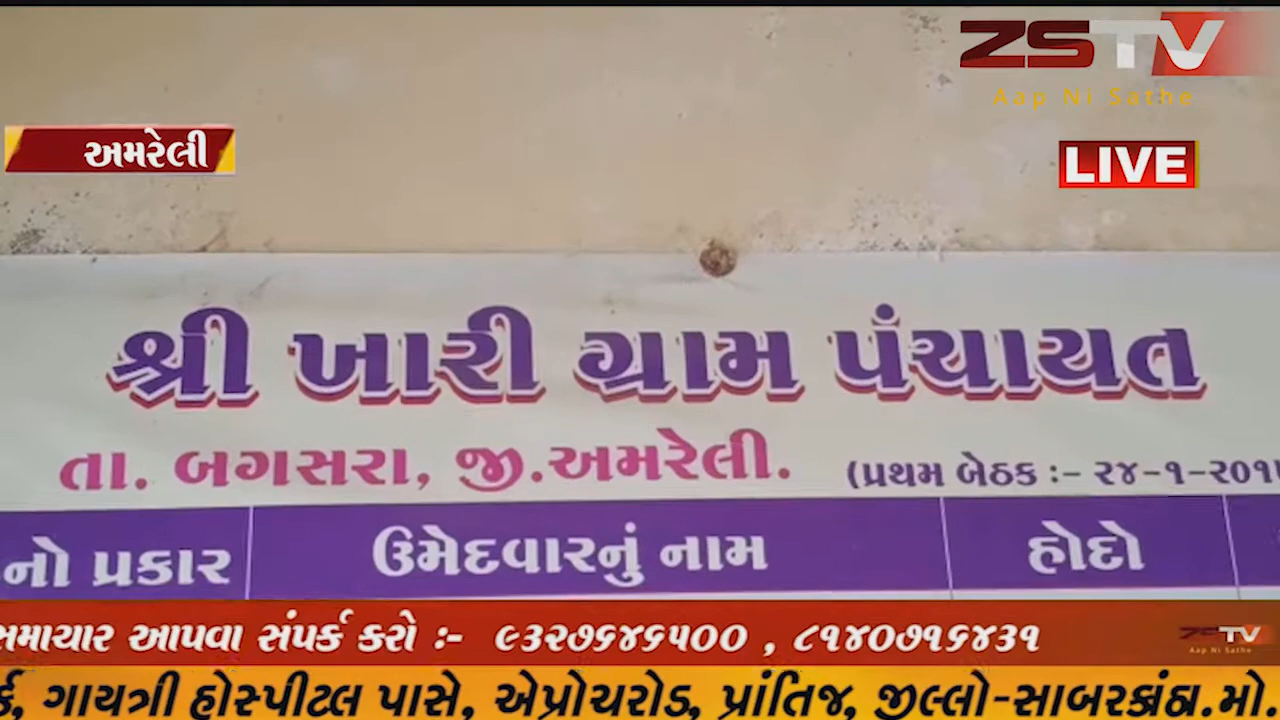 ZSTV
Aap Ni Sathe
અમરેલી
LIVE
શ્રી ખારી ગ્રામ પંચાયત
તા. બગસરા, જી.અમરેલી.
(પ્રથમ બેઠક :- ૨૪-૧-૨૦૧
નો પ્રકાર ઉમેદવારનું નામ હોદ્દો
સમાચાર આપવા સંપર્ક કરો :- ૯૩૨૭૬૪૬૫૦૦ , ૮૧૪૦૭૧૬૪૩૧
ZSTV
Aap Ni Sathe
ગાયત્રી હોસ્પીટલ પાસે, એપ્રોચરોડ, પ્રાંતિજ, જીલ્લો-સાબરકાંઠા.મો.